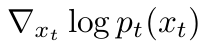 ∇_{x_t} log p_t(x_t)